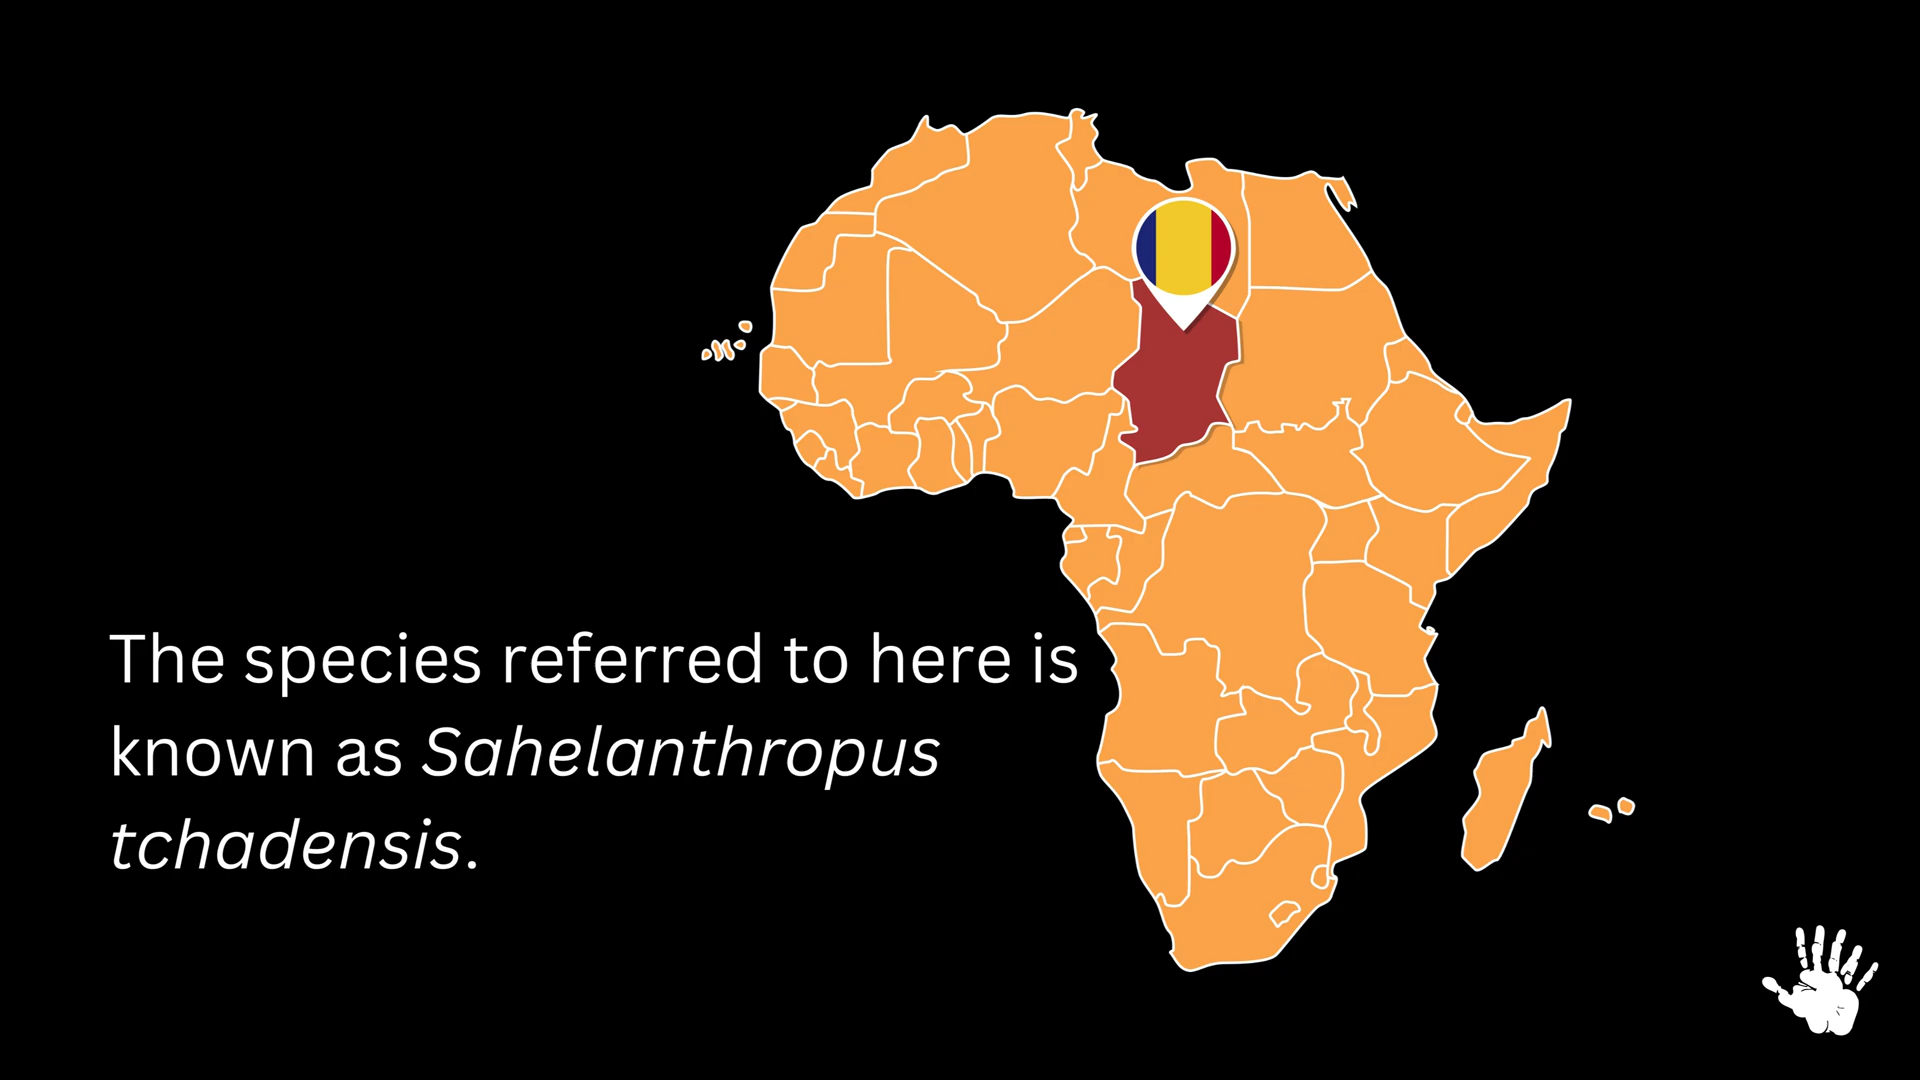 The species referred to here is
known as Sahelanthropus
tchadensis.